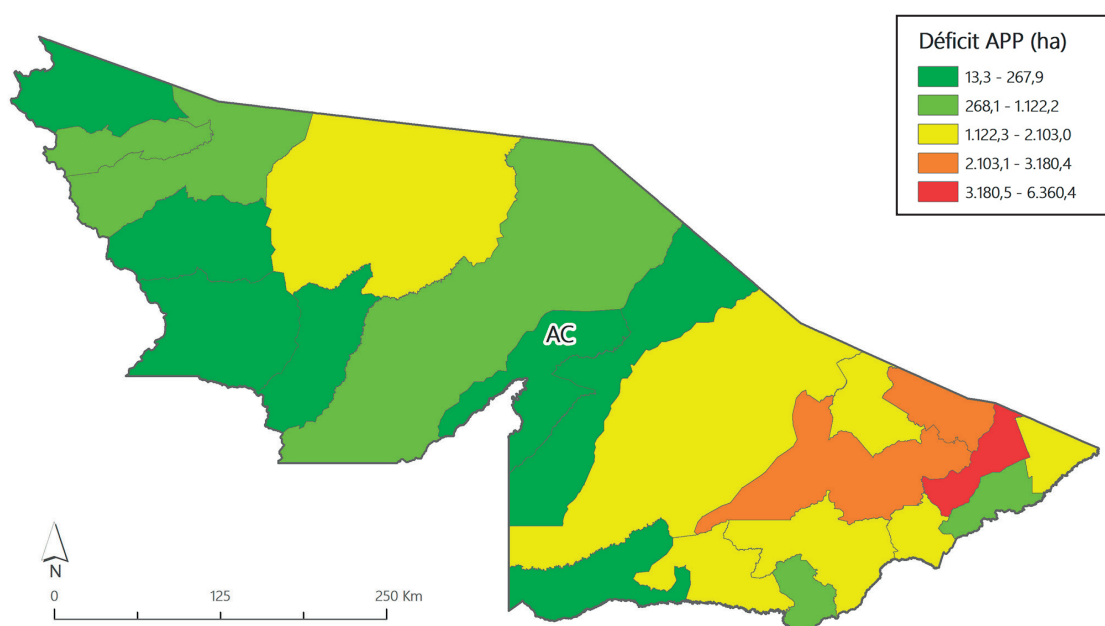 Déficit APP (ha)
13,3 - 267,9
268,1 - 1.122,2
1.122,3 - 2.103,0
2.103,1 - 3.180,4
3.180,5 - 6.360,4
AC
N
0 125 250 Km